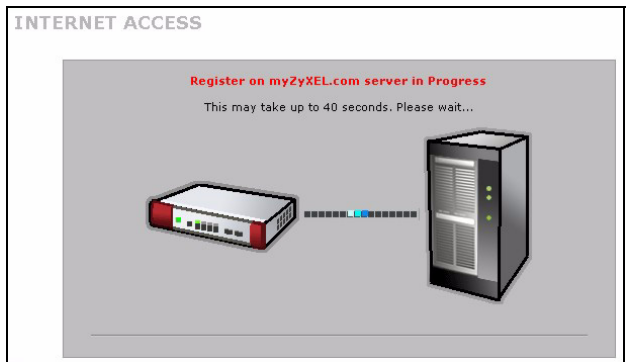 INTERNET ACCESS
Register on myZyXEL.com server in Progress
This may take up to 40 seconds. Please wait...